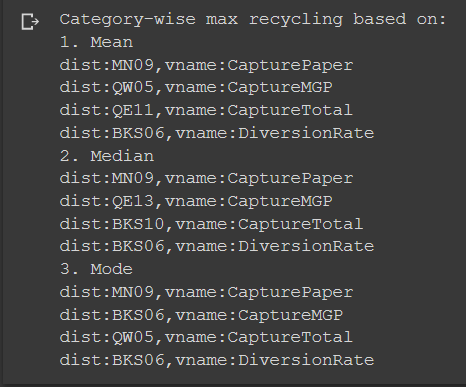 Category-wise max recycling based on:
1. Mean
dist:MN09,vname:CapturePaper
dist:QW05,vname:CaptureMGP
dist:QE11,vname:CaptureTotal
dist:BKS06,vname:DiversionRate
2. Median
dist:MN09,vname:CapturePaper
dist:QE13,vname:CaptureMGP
dist:BKS10,vname:CaptureTotal
dist:BKS06,vname:DiversionRate
3. Mode
dist:MN09,vname:CapturePaper
dist:BKS06,vname:CaptureMGP
dist:QW05,vname:CaptureTotal
dist:BKS06,vname:DiversionRate